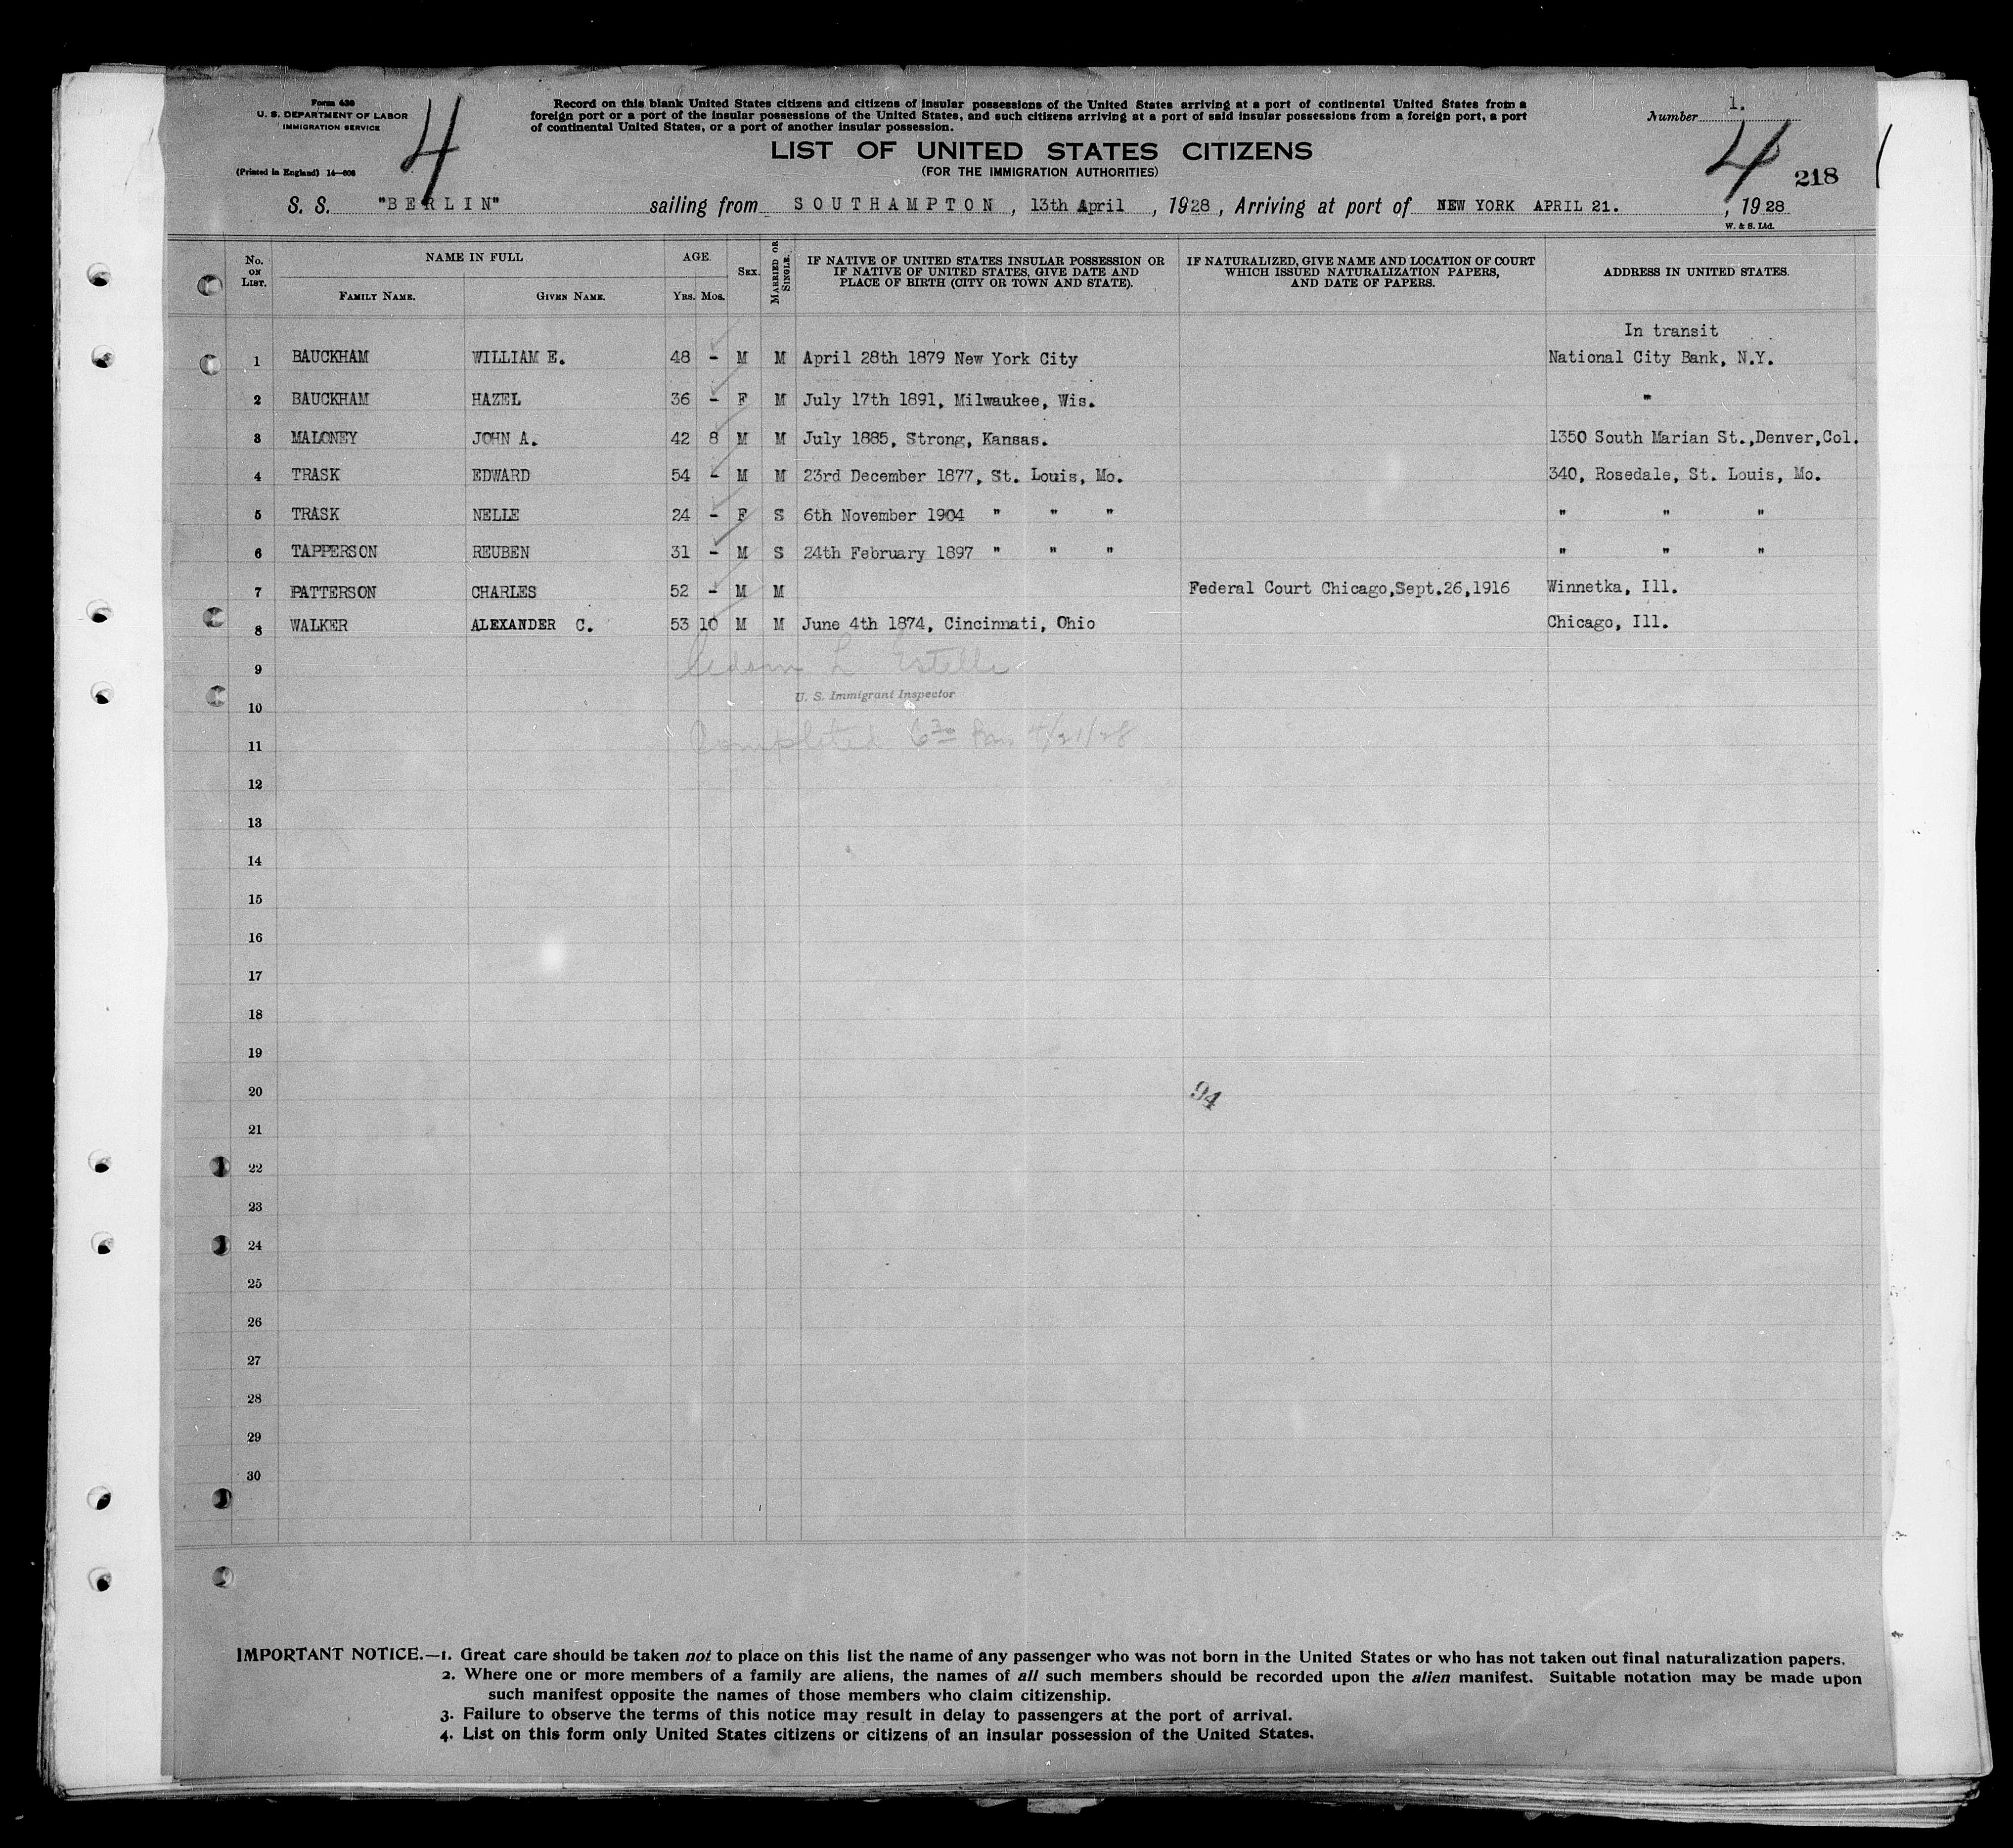 Form 630
U. S. DEPARTMENT OF LABOR
IMMIGRATION SERVICE
(Printed in England) 14—608
4
Record on this blank United States citizens and citizens of insular possessions of the United States arriving at a port of continental United States from a
foreign port or a port of the insular possessions of the United States, and such citizens arriving at a port of said insular possessions from a foreign port, a port
of continental United States, or a port of another insular possession.
Number 1.
LIST OF UNITED STATES CITIZENS
(FOR THE IMMIGRATION AUTHORITIES)
4 218
S. S. "BERLIN" sailing from SOUTHAMPTON, 13th April, 1928, Arriving at port of NEW YORK APRIL 21., 1928
W. & S. Ltd.
No. ON LIST. NAME IN FULL FAMILY NAME. GIVEN NAME. AGE. YRS. MOS. SEX. MARRIED OR SINGLE. IF NATIVE OF UNITED STATES INSULAR POSSESSION OR IF NATIVE OF UNITED STATES, GIVE DATE AND PLACE OF BIRTH (CITY OR TOWN AND STATE). IF NATURALIZED, GIVE NAME AND LOCATION OF COURT WHICH ISSUED NATURALIZATION PAPERS, AND DATE OF PAPERS. ADDRESS IN UNITED STATES.
In transit
1 BAUCKHAM WILLIAM E. 48 - M M April 28th 1879 New York City National City Bank, N.Y.
2 BAUCKHAM HAZEL 36 - F M July 17th 1891, Milwaukee, Wis. "
3 MALONEY JOHN A. 42 8 M M July 1885, Strong, Kansas. 1350 South Marian St.,Denver,Col.
4 TRASK EDWARD 54 - M M 23rd December 1877, St. Louis, Mo. 340, Rosedale, St. Louis, Mo.
5 TRASK NELLE 24 - F S 6th November 1904 " " " " " "
6 TAPPERSON REUBEN 31 - M S 24th February 1897 " " " " " "
7 PATTERSON CHARLES 52 - M M Federal Court Chicago,Sept.26,1916 Winnetka, Ill.
8 WALKER ALEXANDER C. 53 10 M M June 4th 1874, Cincinnati, Ohio Chicago, Ill.
9 L Estelle
U. S. Immigrant Inspector
10
11 Completed 6 30 Pm 4/21/28
12
13
14
15
16
17
18
19
20 94
21
22
23
24
25
26
27
28
29
30
IMPORTANT NOTICE.—1. Great care should be taken not to place on this list the name of any passenger who was not born in the United States or who has not taken out final naturalization papers.
2. Where one or more members of a family are aliens, the names of all such members should be recorded upon the alien manifest. Suitable notation may be made upon
such manifest opposite the names of those members who claim citizenship.
3. Failure to observe the terms of this notice may result in delay to passengers at the port of arrival.
4. List on this form only United States citizens or citizens of an insular possession of the United States.